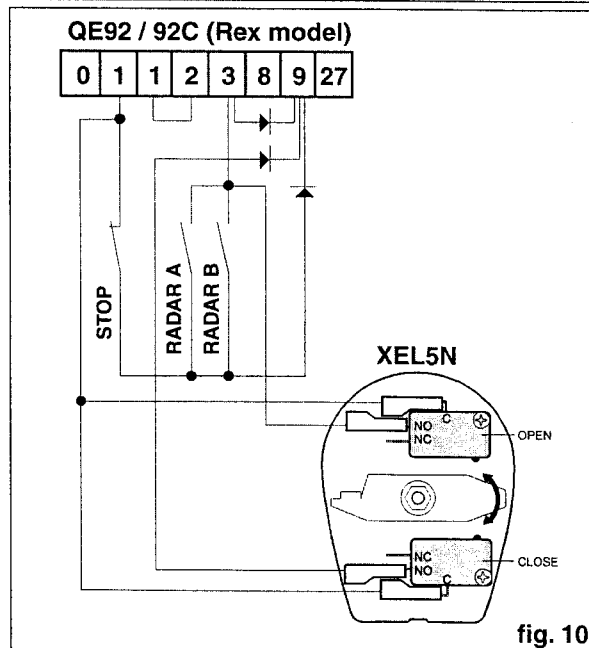 QE92 / 92C (Rex model)
0 1 1 2 3 8 9 27
STOP
RADAR A
RADAR B
XEL5N
C
NO
NC
OPEN
NC
NO
C
CLOSE
fig. 10